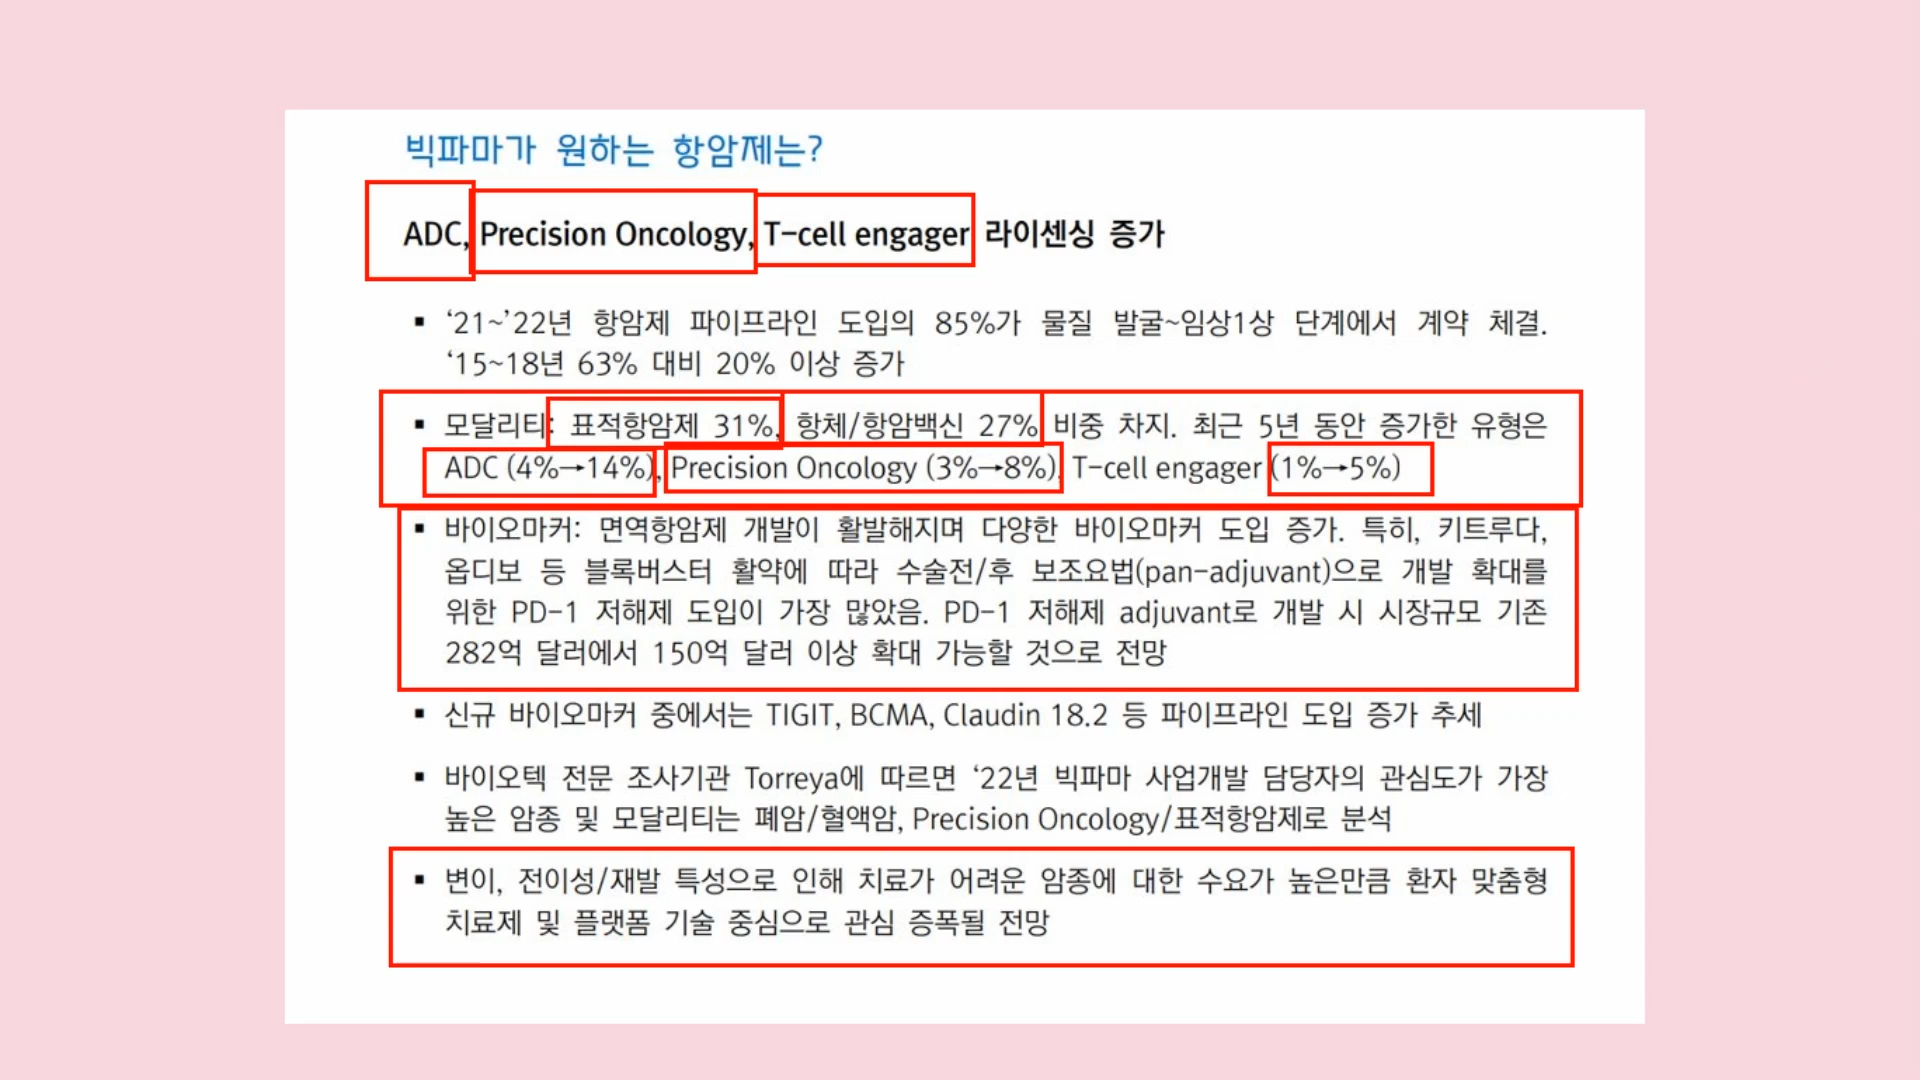 빅파마가 원하는 항암제는?
ADC, Precision Oncology, T-cell engager 라이센싱 증가
▪ ‘21~’22년 항암제 파이프라인 도입의 85%가 물질 발굴~임상1상 단계에서 계약 체결.
‘15~18년 63% 대비 20% 이상 증가
▪ 모달리티: 표적항암제 31%, 항체/항암백신 27% 비중 차지. 최근 5년 동안 증가한 유형은
ADC (4%→14%), Precision Oncology (3%→8%), T-cell engager (1%→5%)
▪ 바이오마커: 면역항암제 개발이 활발해지며 다양한 바이오마커 도입 증가. 특히, 키트루다,
옵디보 등 블록버스터 활약에 따라 수술전/후 보조요법(pan-adjuvant)으로 개발 확대를
위한 PD-1 저해제 도입이 가장 많았음. PD-1 저해제 adjuvant로 개발 시 시장규모 기존
282억 달러에서 150억 달러 이상 확대 가능할 것으로 전망
▪ 신규 바이오마커 중에서는 TIGIT, BCMA, Claudin 18.2 등 파이프라인 도입 증가 추세
▪ 바이오텍 전문 조사기관 Torreya에 따르면 ‘22년 빅파마 사업개발 담당자의 관심도가 가장
높은 암종 및 모달리티는 폐암/혈액암, Precision Oncology/표적항암제로 분석
▪ 변이, 전이성/재발 특성으로 인해 치료가 어려운 암종에 대한 수요가 높은만큼 환자 맞춤형
치료제 및 플랫폼 기술 중심으로 관심 증폭될 전망